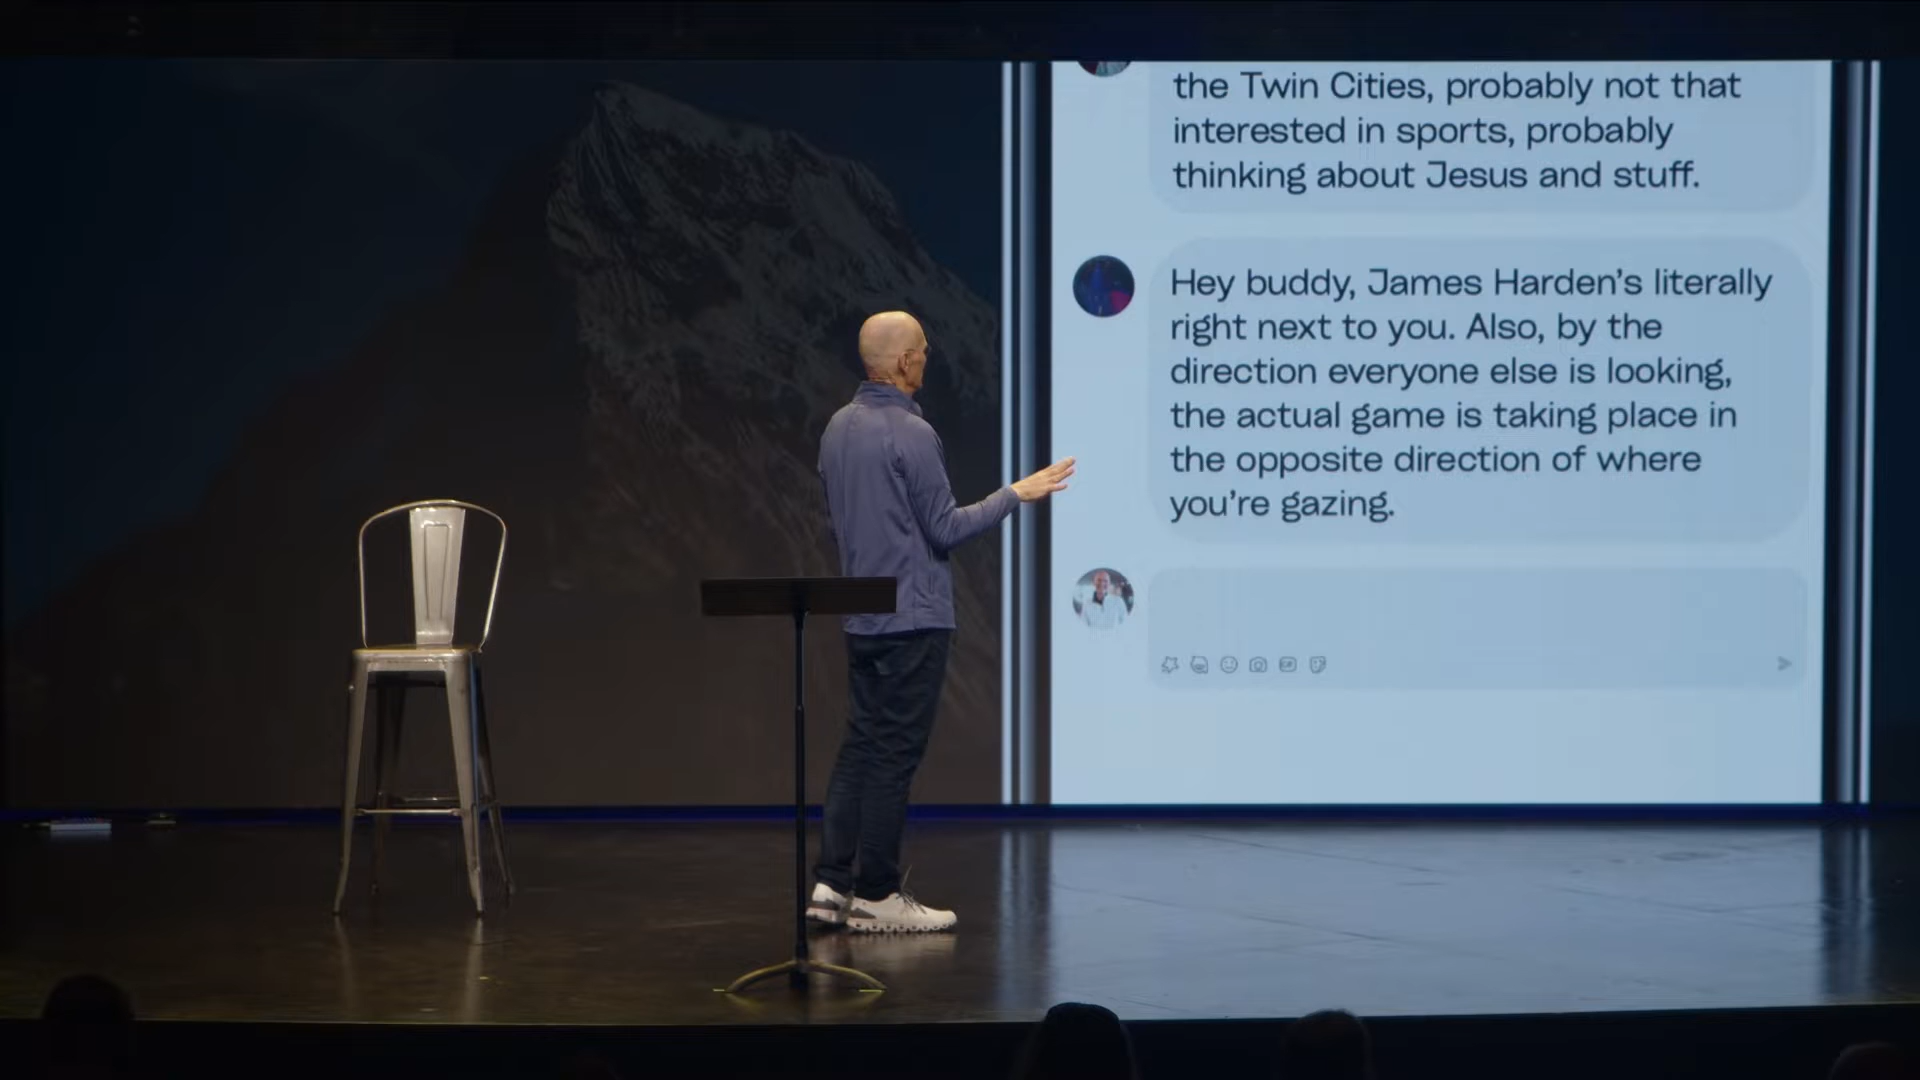 the Twin Cities, probably not that
interested in sports, probably
thinking about Jesus and stuff.
Hey buddy, James Harden's literally
right next to you. Also, by the
direction everyone else is looking,
the actual game is taking place in
the opposite direction of where
you're gazing.